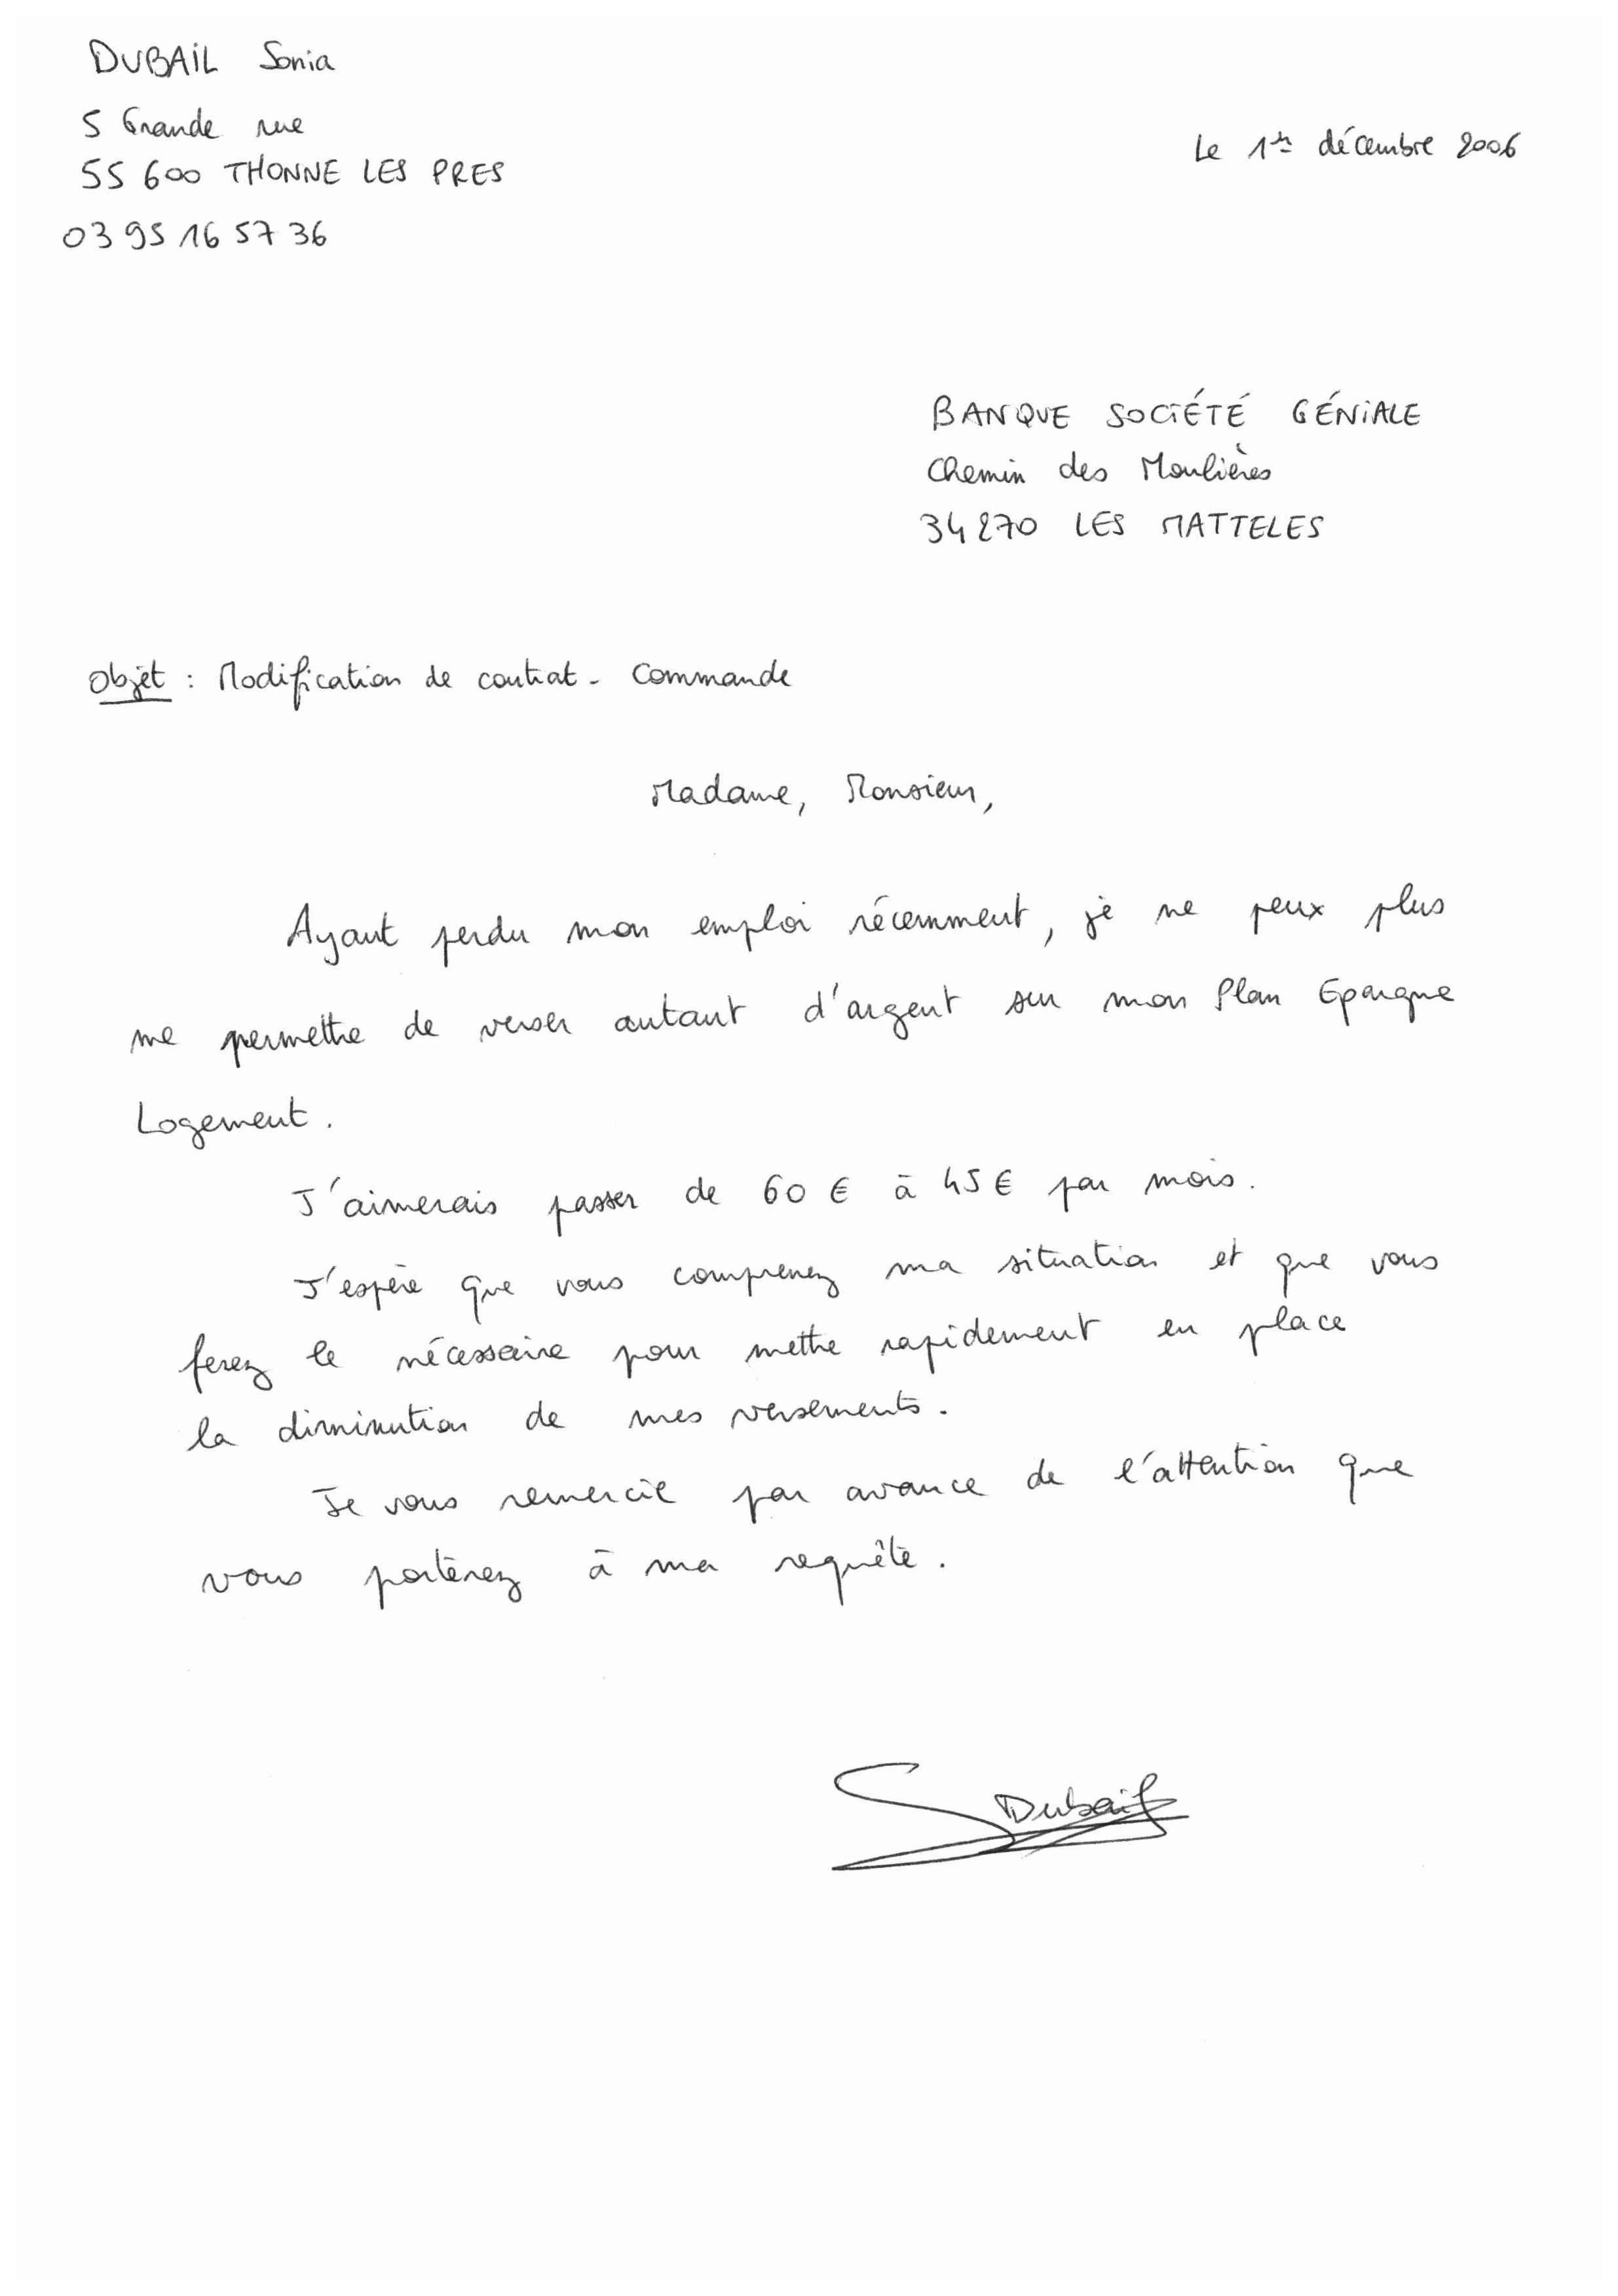 DUBAIL Sonia
5 Grande rue
55 600 THONNE LES PRES
03 95 16 57 36
Le 1er décembre 2006
BANQUE SOCIÉTÉ GÉNIALE
Chemin des Moulières
34270 LES MATTELES
Objet : Modification de contrat - Commande
Madame, Monsieur,
Ayant perdu mon emploi récemment, je ne peux plus
me permettre de verser autant d'argent sur mon Plan Epargne
Logement.
J'aimerais passer de 60 € à 45 € par mois.
J'espère que vous comprenez ma situation et que vous
ferez le nécessaire pour mettre rapidement en place
la diminution de mes versements.
Je vous remercie par avance de l'attention que
vous porterez à ma requête.
S Dubail